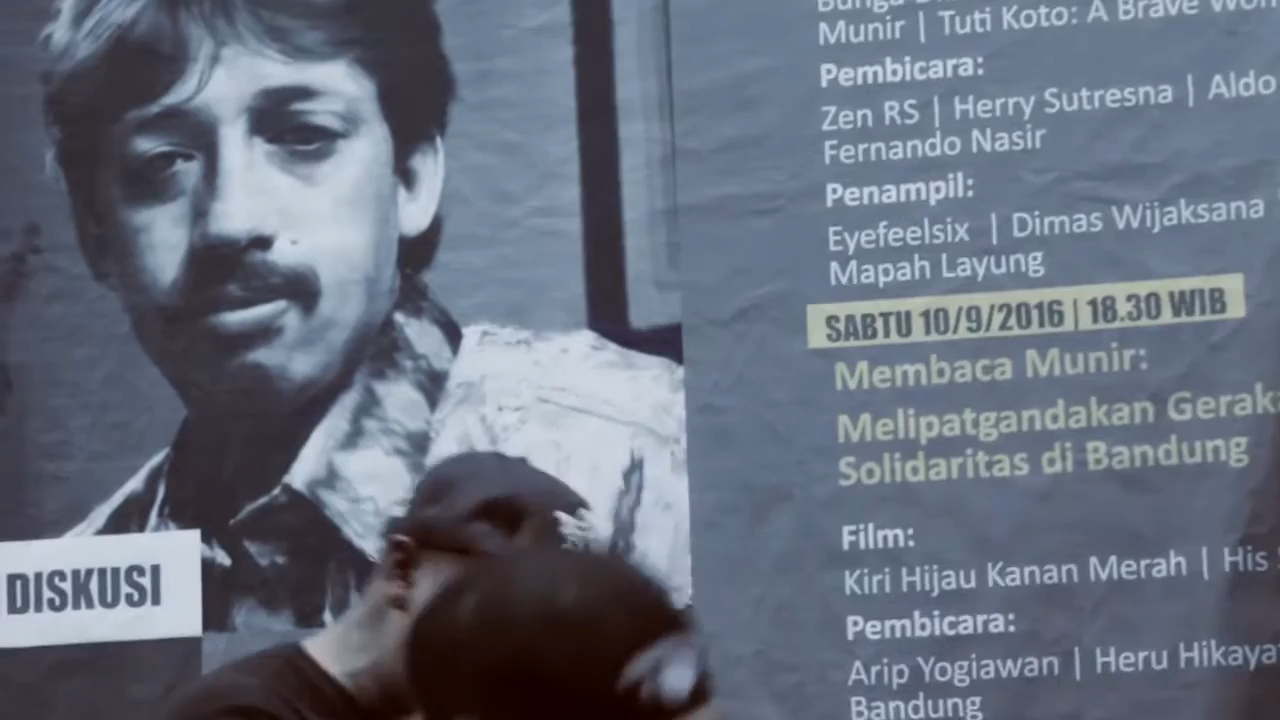 Munir | Tuti Koto: A Brave
Pembicara:
Zen RS | Herry Sutresna | Aldo
Fernando Nasir
Penampil:
Eyefeelsix | Dimas Wijaksana
Mapah Layung
SABTU 10/9/2016 | 18.30 WIB
Membaca Munir:
Melipatgandakan Gerak
Solidaritas di Bandung
Film:
Kiri Hijau Kanan Merah | His
Pembicara:
Arip Yogiawan | Heru Hikaya
Bandung
DISKUSI